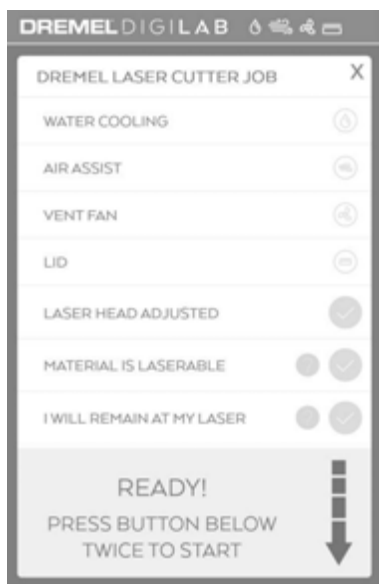 DREMEL DIGILAB
DREMEL LASER CUTTER JOB X
WATER COOLING
AIR ASSIST
VENT FAN
LID
LASER HEAD ADJUSTED
MATERIAL IS LASERABLE
I WILL REMAIN AT MY LASER
READY!
PRESS BUTTON BELOW
TWICE TO START